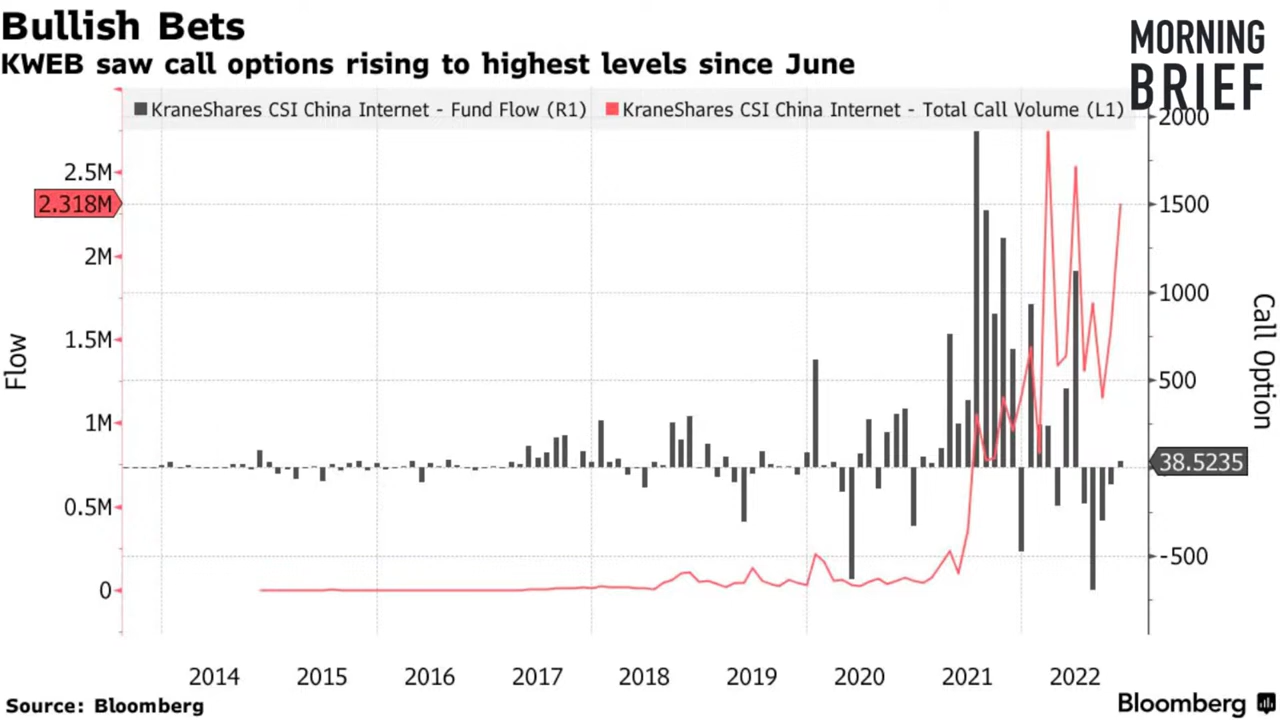 Bullish Bets
KWEB saw call options rising to highest levels since June
MORNING
BRIEF
KraneShares CSI China Internet - Fund Flow (R1)
KraneShares CSI China Internet - Total Call Volume (L1)
2.5M
2.318M
2M
1.5M
1M
0.5M
0
Flow
2000
1500
1000
500
38.5235
-500
Call Option
2014 2015 2016 2017 2018 2019 2020 2021 2022
Source: Bloomberg
Bloomberg